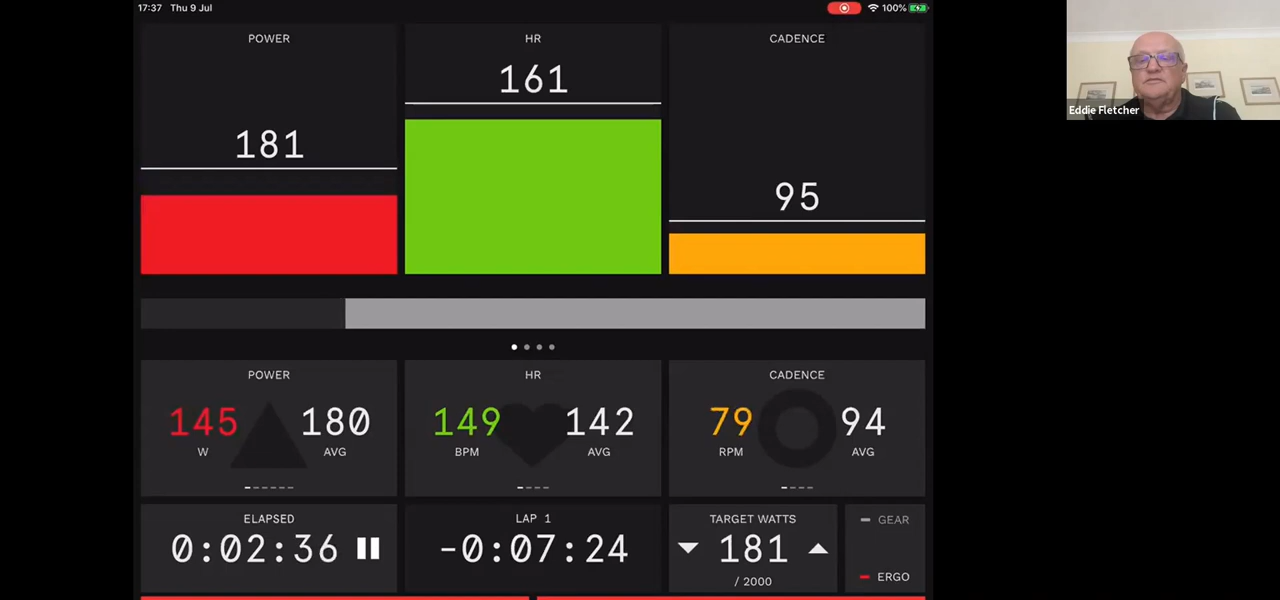 17:37 Thu 9 Jul 100%
POWER HR CADENCE
161
181
95
POWER HR CADENCE
145 180 149 142 79 94
W AVG BPM AVG RPM AVG
ELAPSED LAP 1 TARGET WATTS GEAR
0:02:36 -0:07:24 181
/ 2000 ERGO
Eddie Fletcher